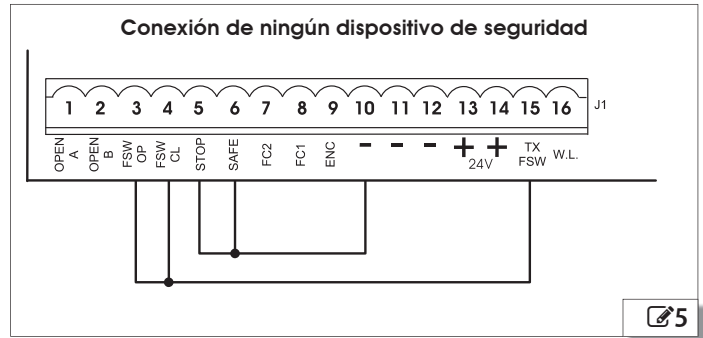 Conexión de ningún dispositivo de seguridad
1 2 3 4 5 6 7 8 9 10 11 12 13 14 15 16 J1
OPEN A
OPEN B
FSW OP
FSW CL
STOP
SAFE
FC2
FC1
ENC
- - - + +
24V
TX FSW
W.L.
5